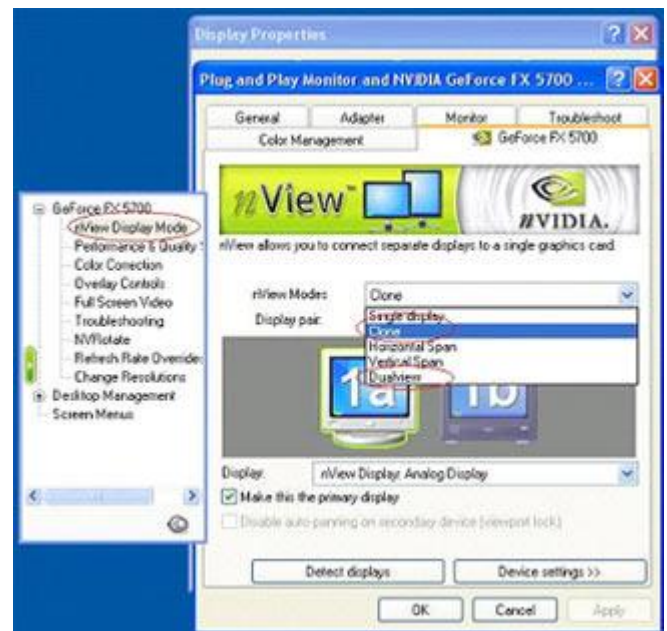 Display Properties
Plug and Play Monitor and NVIDIA GeForce FX 5700 ...
General Adapter Monitor Troubleshoot
Color Management GeForce FX 5700
nView™
NVIDIA.
nView allows you to connect separate displays to a single graphics card.
nView Modes: Clone
Single display
Clone
Horizontal Span
Vertical Span
Dualview
Display pair:
1a 1b
Display: nView Display: Analog Display
Make this the primary display
Disable auto-panning on secondary device (viewport lock)
Detect displays Device settings >>
OK Cancel Apply
GeForce FX 5700
nView Display Mode
Performance & Quality
Color Correction
Overlay Controls
Full Screen Video
Troubleshooting
NVRotate
Refresh Rate Overrides
Change Resolutions
Desktop Management
Screen Menus